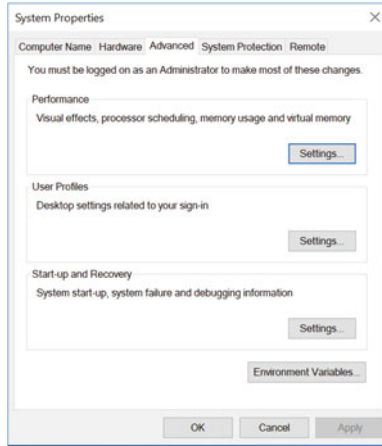 System Properties
Computer Name Hardware Advanced System Protection Remote
You must be logged on as an Administrator to make most of these changes.
Performance
Visual effects, processor scheduling, memory usage and virtual memory
Settings...
User Profiles
Desktop settings related to your sign-in
Settings...
Start-up and Recovery
System start-up, system failure and debugging information
Settings...
Environment Variables...
OK Cancel Apply